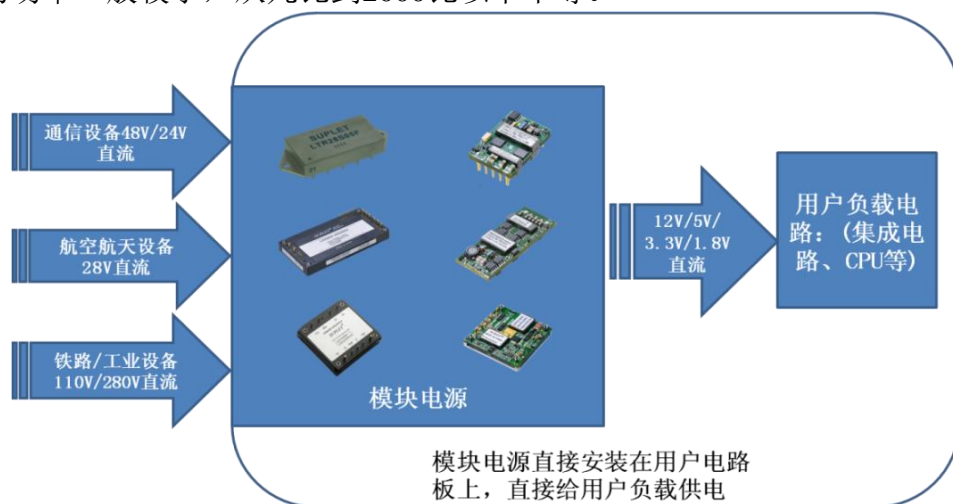 通信设备48V/24V
直流
航空航天设备
28V直流
铁路/工业设备
110V/280V直流
SUPLET
模块电源
12V/5V/
3.3V/1.8V
直流
用户负载电
路：(集成电
路、CPU等)
模块电源直接安装在用户电路
板上，直接给用户负载供电